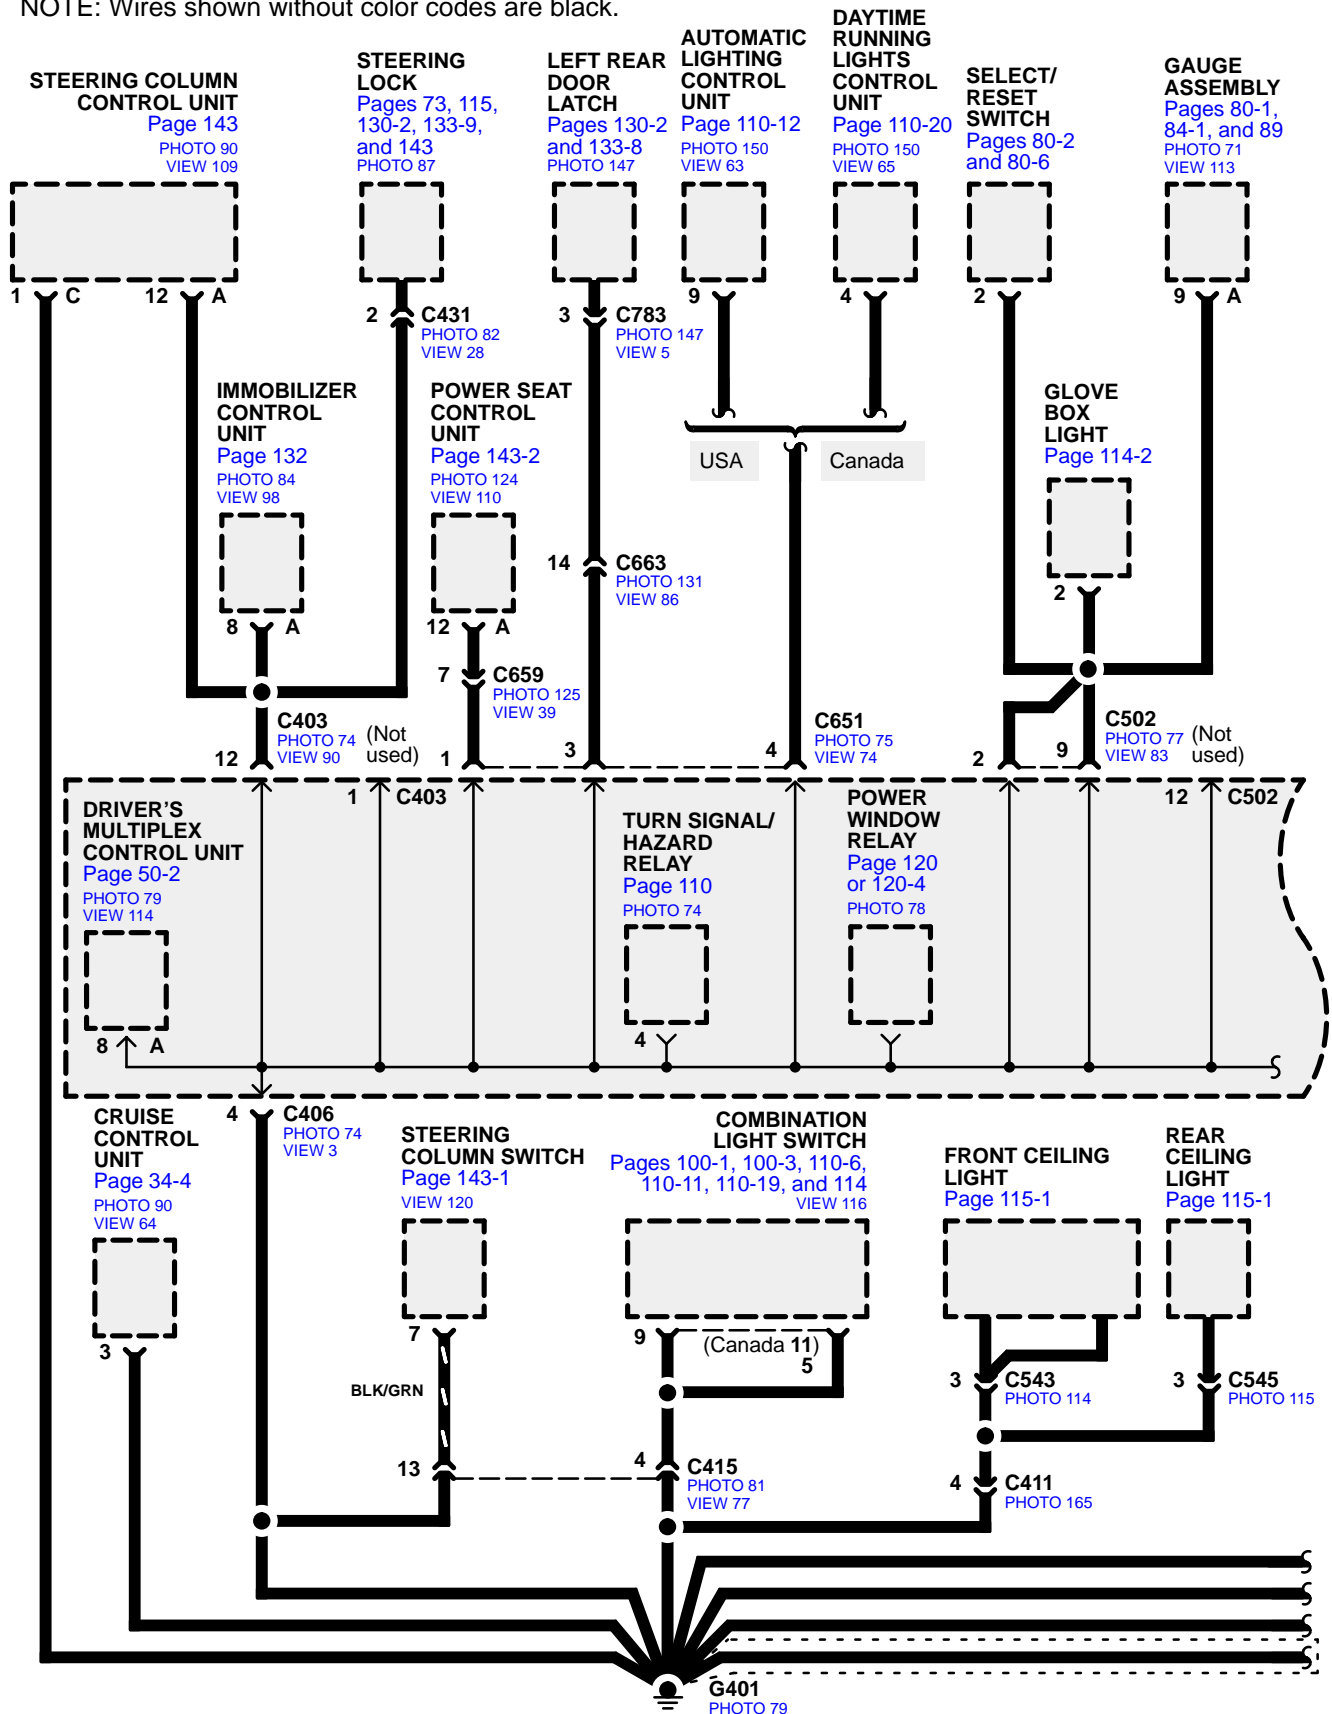 NOTE: Wires shown without color codes are black.
STEERING COLUMN
CONTROL UNIT
Page 143
PHOTO 90
VIEW 109
STEERING
LOCK
Pages 73, 115,
130-2, 133-9,
and 143
PHOTO 87
LEFT REAR
DOOR
LATCH
Pages 130-2
and 133-8
PHOTO 147
AUTOMATIC
LIGHTING
CONTROL
UNIT
Page 110-12
PHOTO 150
VIEW 63
DAYTIME
RUNNING
LIGHTS
CONTROL
UNIT
Page 110-20
PHOTO 150
VIEW 65
SELECT/
RESET
SWITCH
Pages 80-2
and 80-6
GAUGE
ASSEMBLY
Pages 80-1,
84-1, and 89
PHOTO 71
VIEW 113
1 C 12 A
9
4
2
9 A
2 C431
PHOTO 82
VIEW 28
3 C783
PHOTO 147
VIEW 5
IMMOBILIZER
CONTROL
UNIT
Page 132
PHOTO 84
VIEW 98
POWER SEAT
CONTROL
UNIT
Page 143-2
PHOTO 124
VIEW 110
USA
Canada
GLOVE
BOX
LIGHT
Page 114-2
14 C663
PHOTO 131
VIEW 86
2
8 A
12 A
7 C659
PHOTO 125
VIEW 39
C403
PHOTO 74
VIEW 90
12
(Not
used)
1
3
C651
PHOTO 75
VIEW 74
4
2
9
C502
PHOTO 77
VIEW 83
(Not
used)
1 C403
12 C502
DRIVER’S
MULTIPLEX
CONTROL UNIT
Page 50-2
PHOTO 79
VIEW 114
TURN SIGNAL/
HAZARD
RELAY
Page 110
PHOTO 74
POWER
WINDOW
RELAY
Page 120
or 120-4
PHOTO 78
8 A
4
CRUISE
CONTROL
UNIT
Page 34-4
PHOTO 90
VIEW 64
4 C406
PHOTO 74
VIEW 3
STEERING
COLUMN SWITCH
Page 143-1
VIEW 120
COMBINATION
LIGHT SWITCH
Pages 100-1, 100-3, 110-6,
110-11, 110-19, and 114
VIEW 116
FRONT CEILING
LIGHT
Page 115-1
REAR
CEILING
LIGHT
Page 115-1
3
7
9
(Canada 11)
5
BLK/GRN
3 C543
PHOTO 114
3 C545
PHOTO 115
13
4 C415
PHOTO 81
VIEW 77
4 C411
PHOTO 165
G401
PHOTO 79